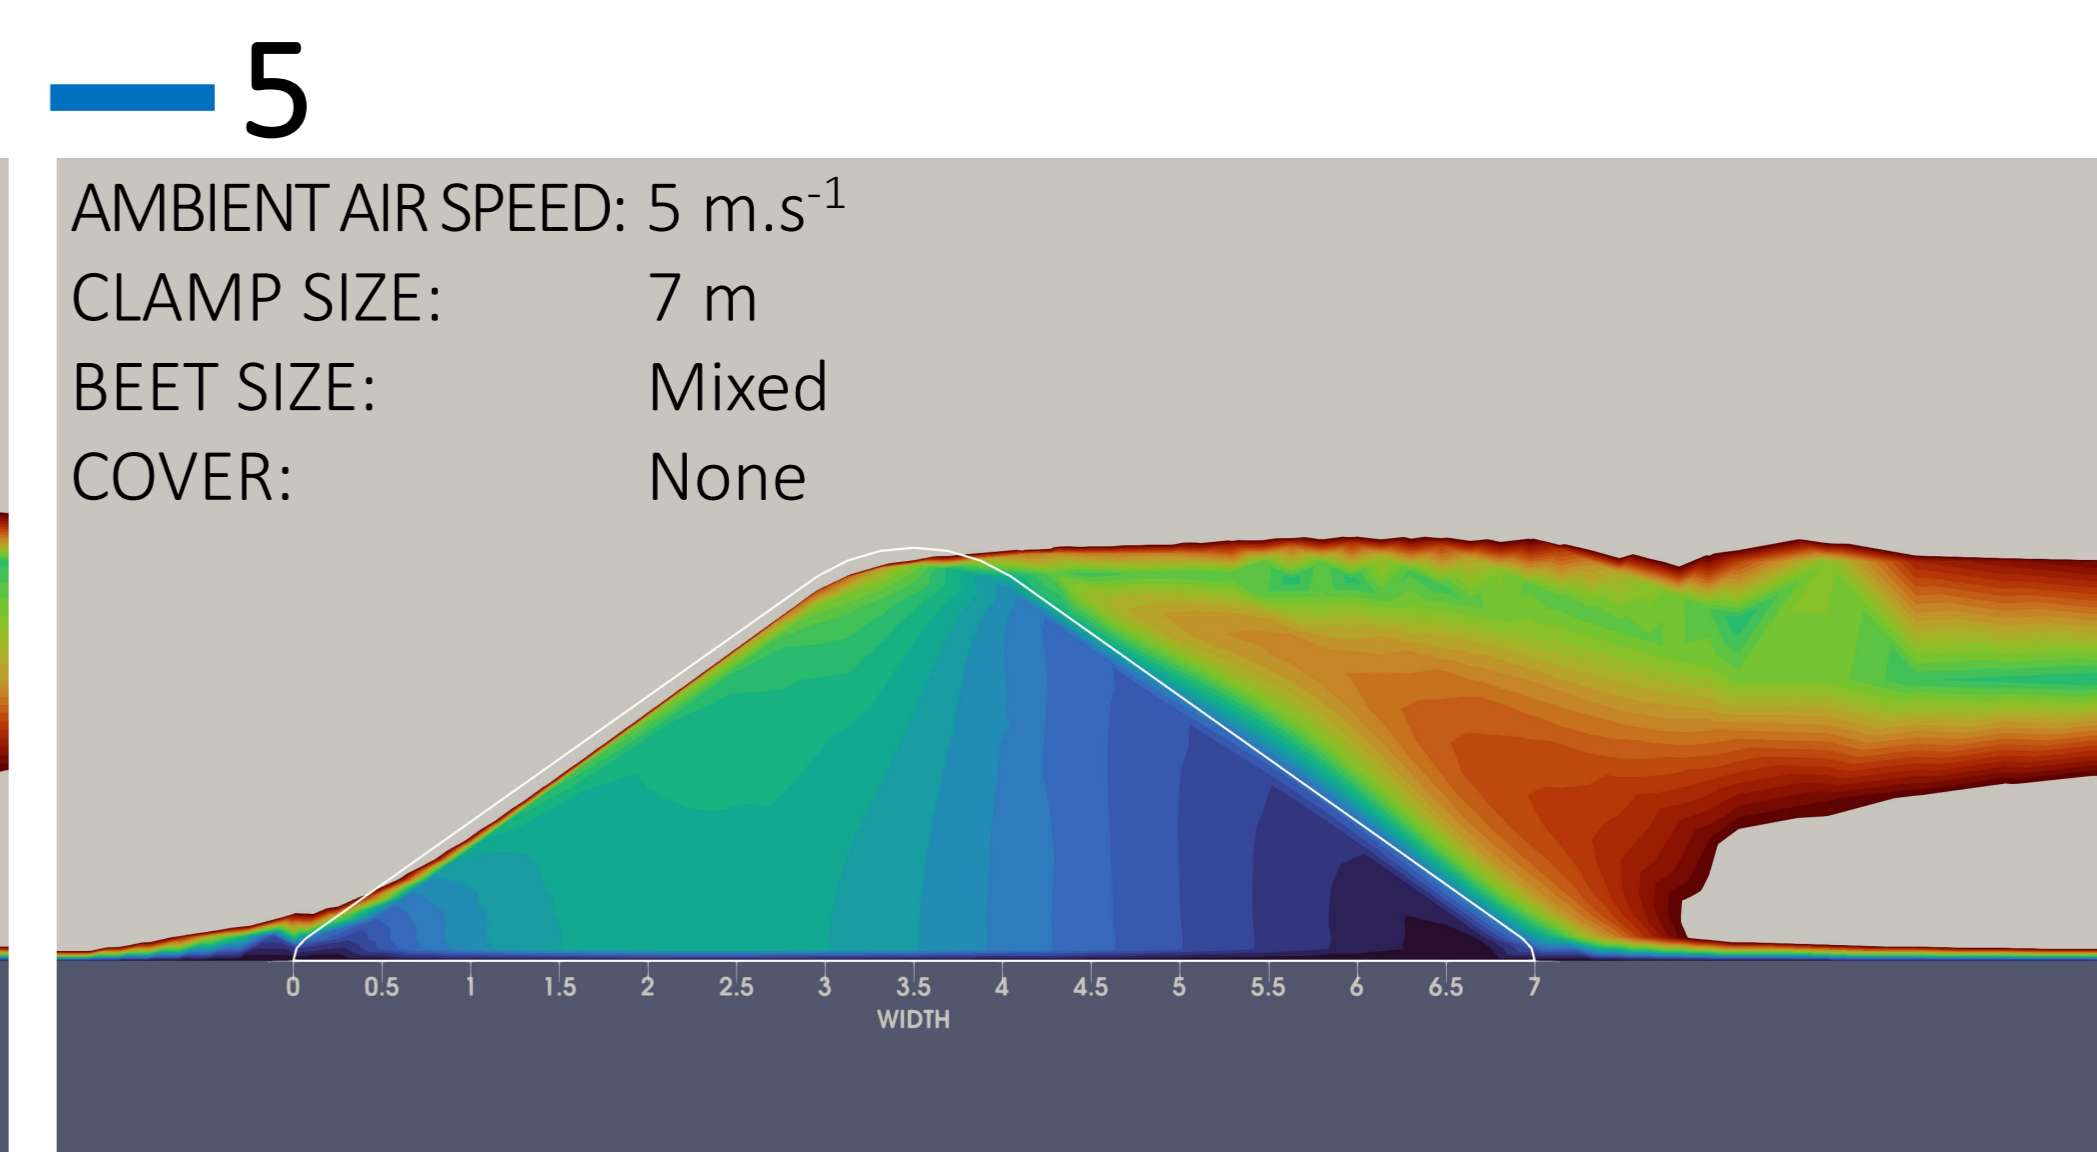 5
AMBIENT AIR SPEED: 5 m.s⁻¹
CLAMP SIZE: 7 m
BEET SIZE: Mixed
COVER: None
0 0.5 1 1.5 2 2.5 3 3.5 4 4.5 5 5.5 6 6.5 7
WIDTH